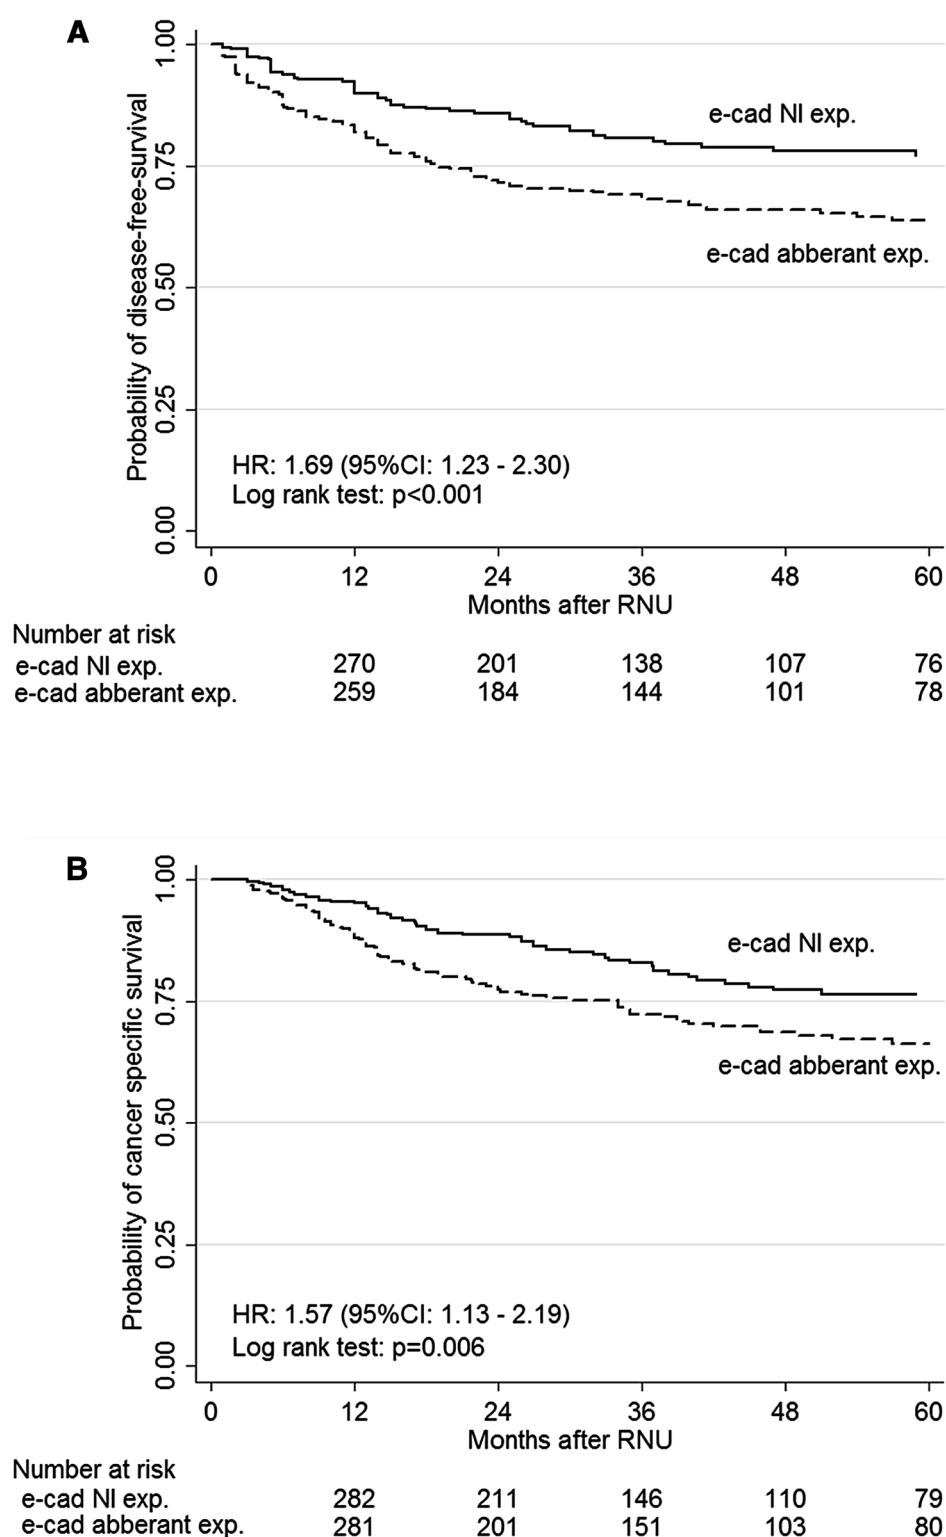 A
Probability of disease-free-survival
1.00
0.75
0.50
0.25
0.00
e-cad Nl exp.
e-cad abberant exp.
HR: 1.69 (95%CI: 1.23 - 2.30)
Log rank test: p<0.001
0 12 24 36 48 60
Months after RNU
Number at risk
e-cad Nl exp. 270 201 138 107 76
e-cad abberant exp. 259 184 144 101 78
B
Probability of cancer specific survival
1.00
0.75
0.50
0.25
0.00
e-cad Nl exp.
e-cad abberant exp.
HR: 1.57 (95%CI: 1.13 - 2.19)
Log rank test: p=0.006
0 12 24 36 48 60
Months after RNU
Number at risk
e-cad Nl exp. 282 211 146 110 79
e-cad abberant exp. 281 201 151 103 80